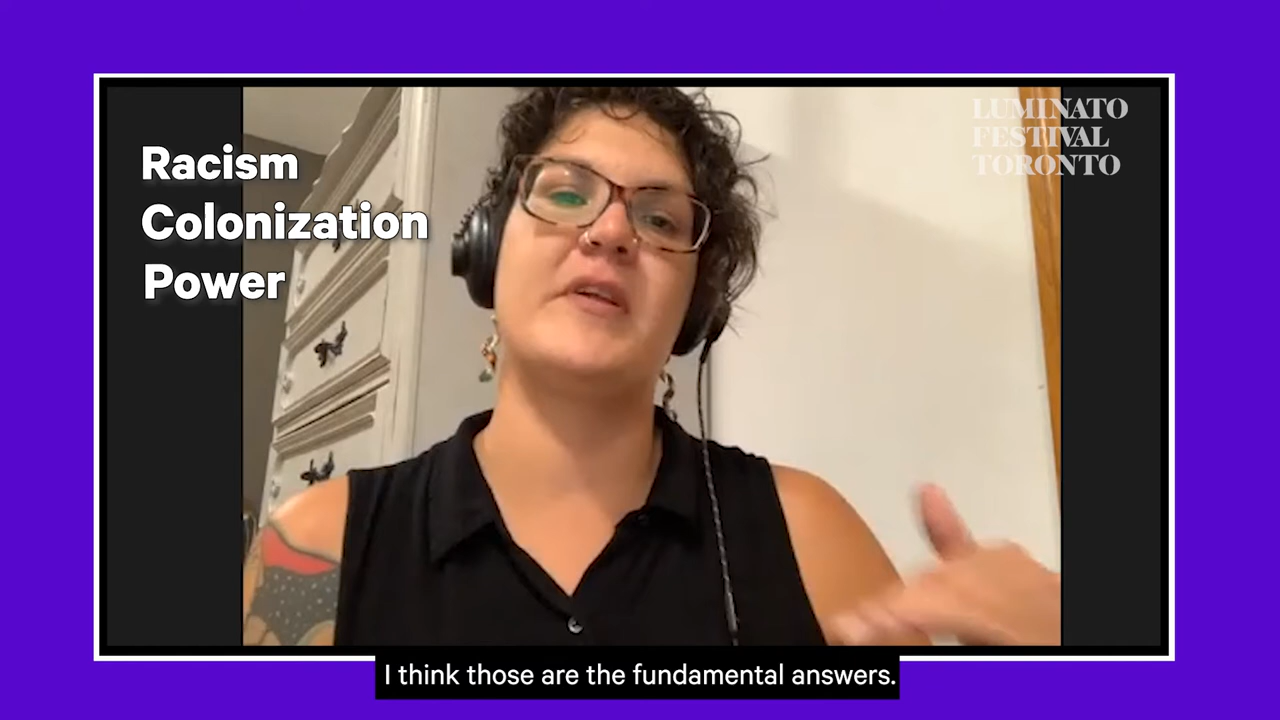 LUMINATO
FESTIVAL
TORONTO
Racism
Colonization
Power
I think those are the fundamental answers.